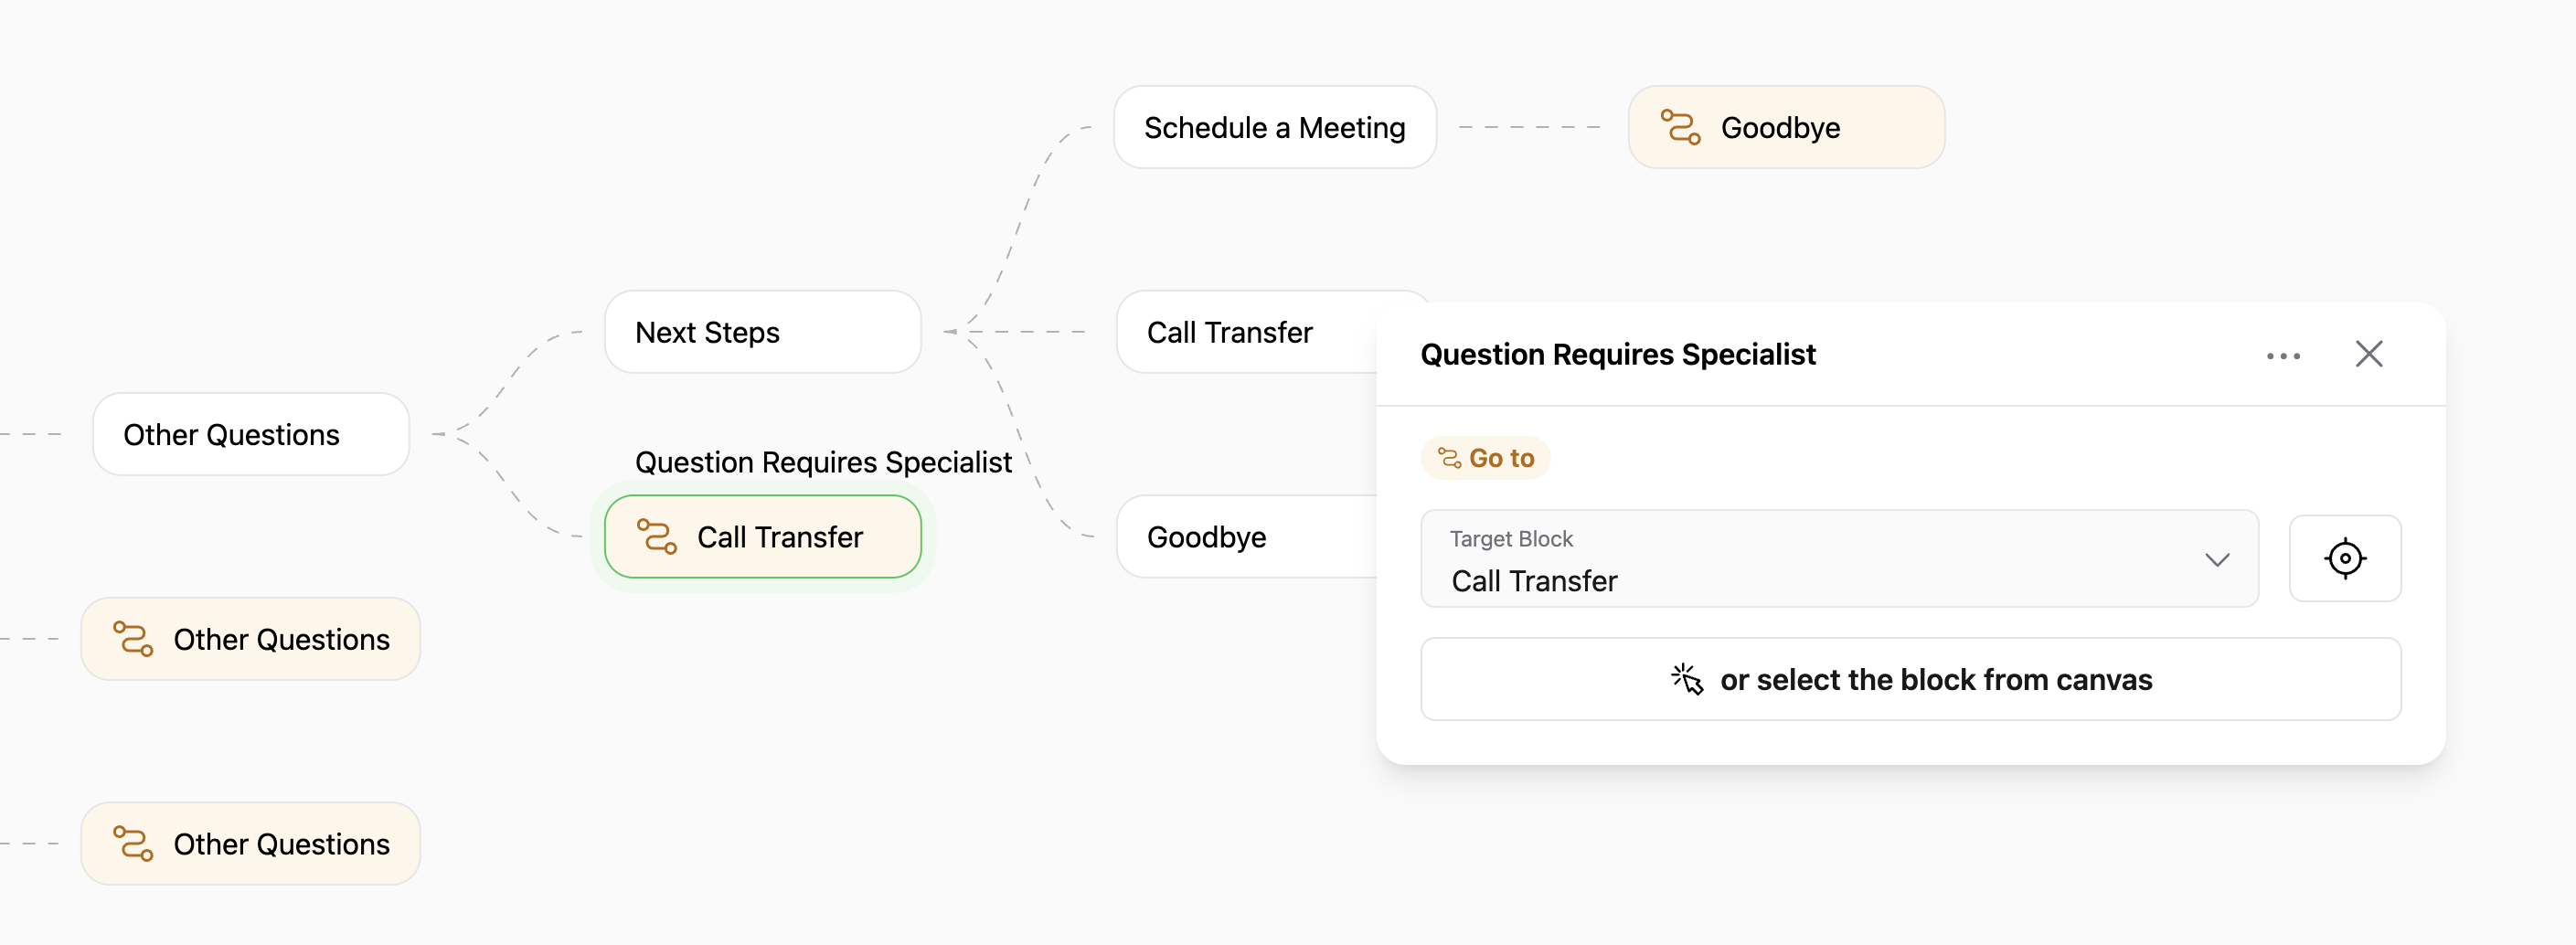 Schedule a Meeting
Goodbye
Next Steps
Call Transfer
Other Questions
Question Requires Specialist
Call Transfer
Goodbye
Other Questions
Other Questions
Question Requires Specialist
Go to
Target Block
Call Transfer
or select the block from canvas